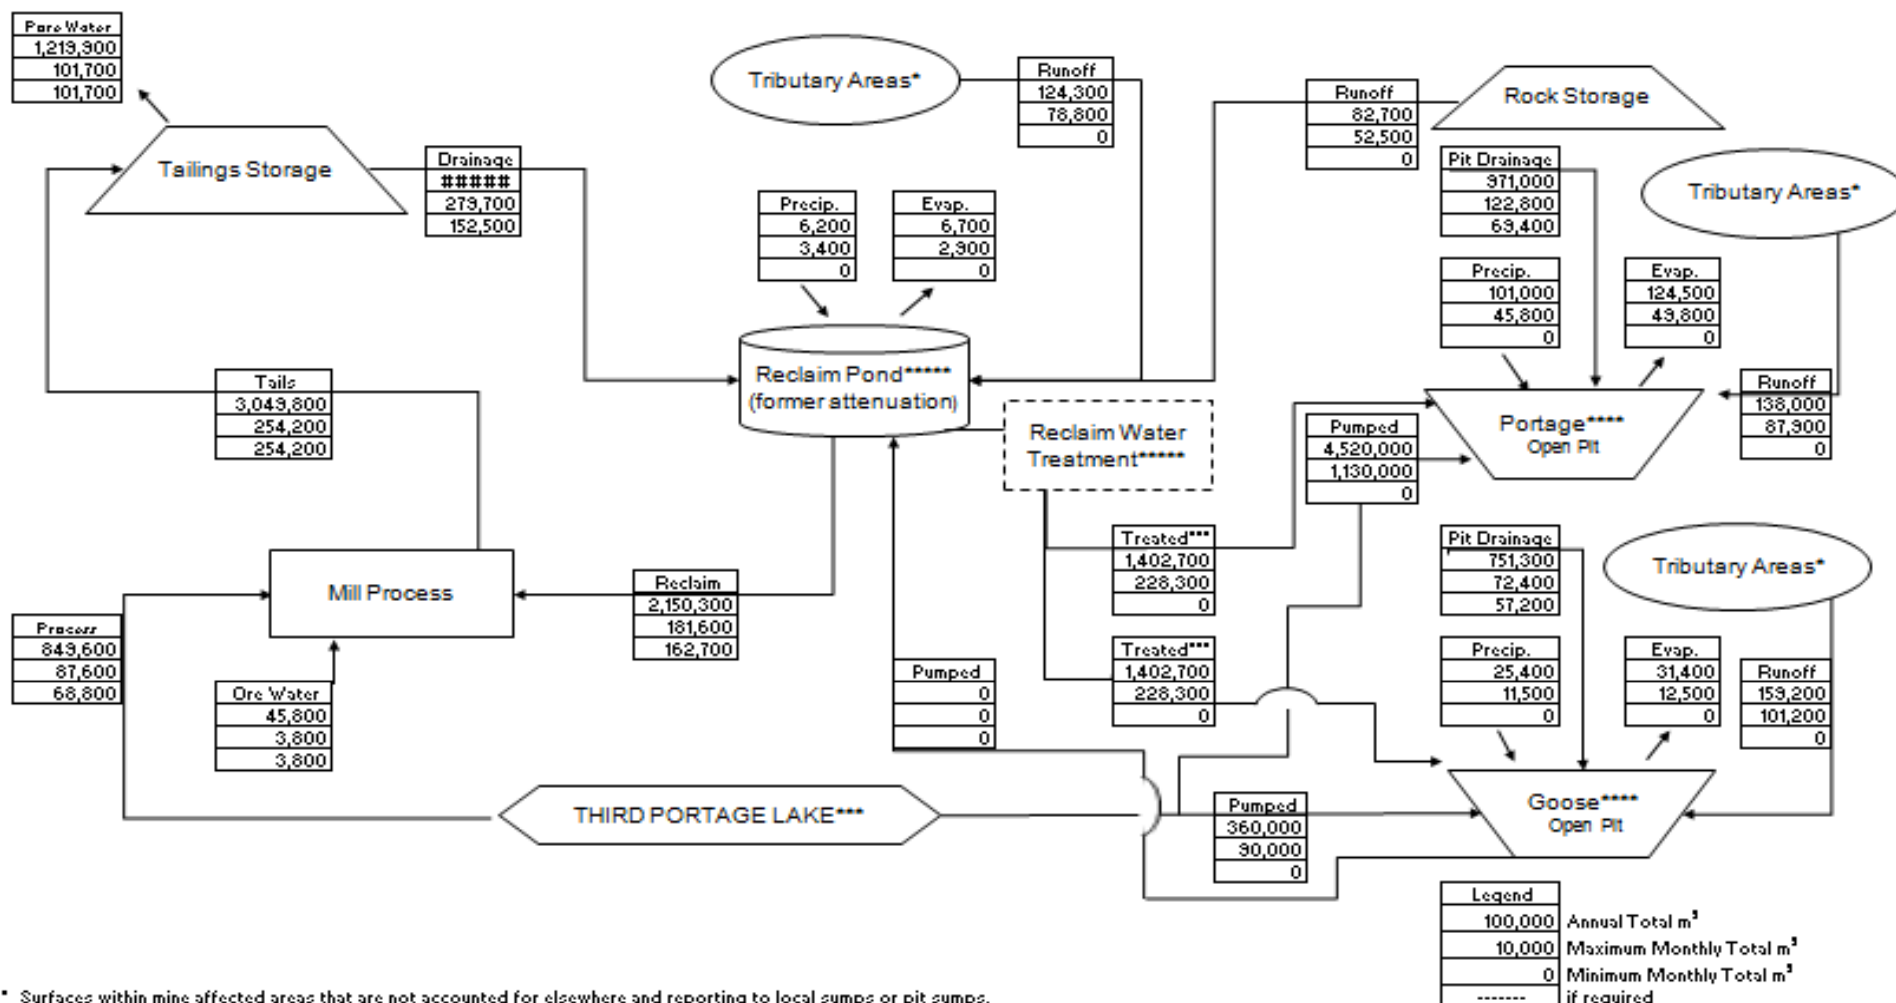 Pore Water
1,219,900
101,700
101,700
Tailings Storage
Drainage
#####
279,700
152,500
Tributary Areas*
Runoff
124,300
78,800
0
Precip.
6,200
3,400
0
Evap.
6,700
2,900
0
Runoff
82,700
52,500
0
Rock Storage
Pit Drainage
971,000
122,800
69,400
Tributary Areas*
Precip.
101,000
45,800
0
Evap.
124,500
49,800
0
Tails
3,049,800
254,200
254,200
Reclaim Pond*****
(former attenuation)
Reclaim Water
Treatment*****
Pumped
4,520,000
1,130,000
0
Portage****
Open Pit
Runoff
138,000
87,900
0
Mill Process
Reclaim
2,150,300
181,600
162,700
Treated***
1,402,700
228,300
0
Pit Drainage
751,300
72,400
57,200
Tributary Areas*
Process
849,600
87,600
68,800
Ore Water
45,800
3,800
3,800
Pumped
0
0
0
Treated***
1,402,700
228,300
0
Precip.
25,400
11,500
0
Evap.
31,400
12,500
0
Runoff
159,200
101,200
0
THIRD PORTAGE LAKE***
Pumped
360,000
90,000
0
Goose****
Open Pit
Legend
100,000 Annual Total m³
10,000 Maximum Monthly Total m³
0 Minimum Monthly Total m³
------- if required
* Surfaces within mine affected areas that are not accounted for elsewhere and reporting to local sumps or pit sumps.